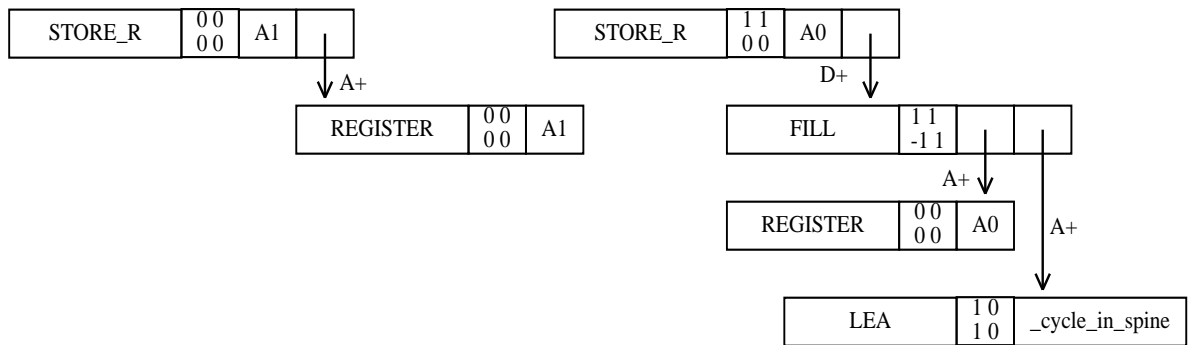 STORE_R 0 0 A1
0 0
STORE_R 1 1 A0
0 0
A+
D+
REGISTER 0 0 A1
0 0
FILL 1 1
-1 1
A+
REGISTER 0 0 A0
0 0
A+
LEA 1 0 _cycle_in_spine
1 0